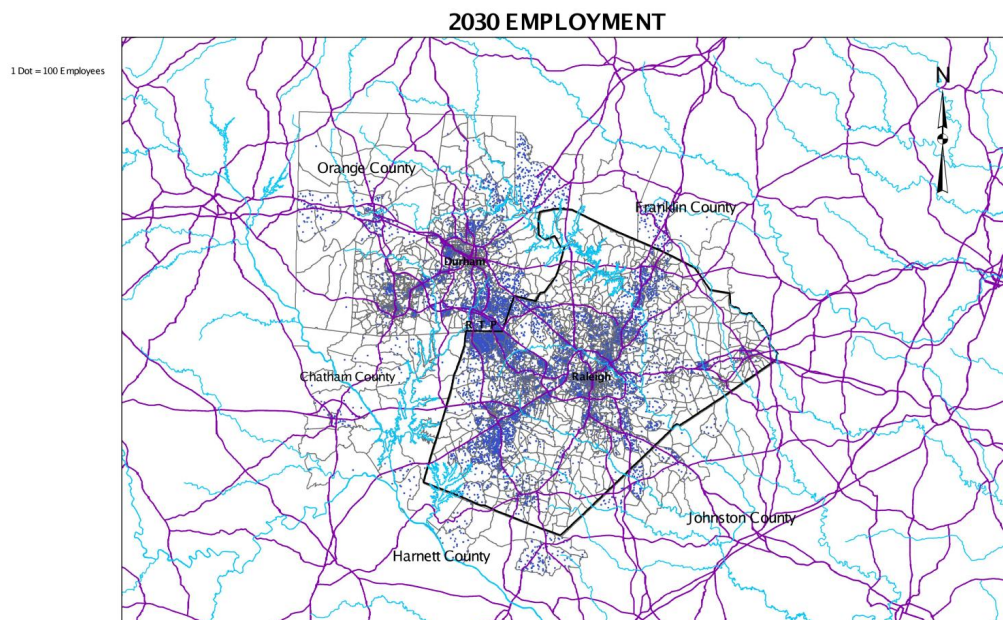 2030 EMPLOYMENT
1 Dot = 100 Employees
N
Orange County
Franklin County
Durham
R T P
Chatham County
Raleigh
Johnston County
Harnett County